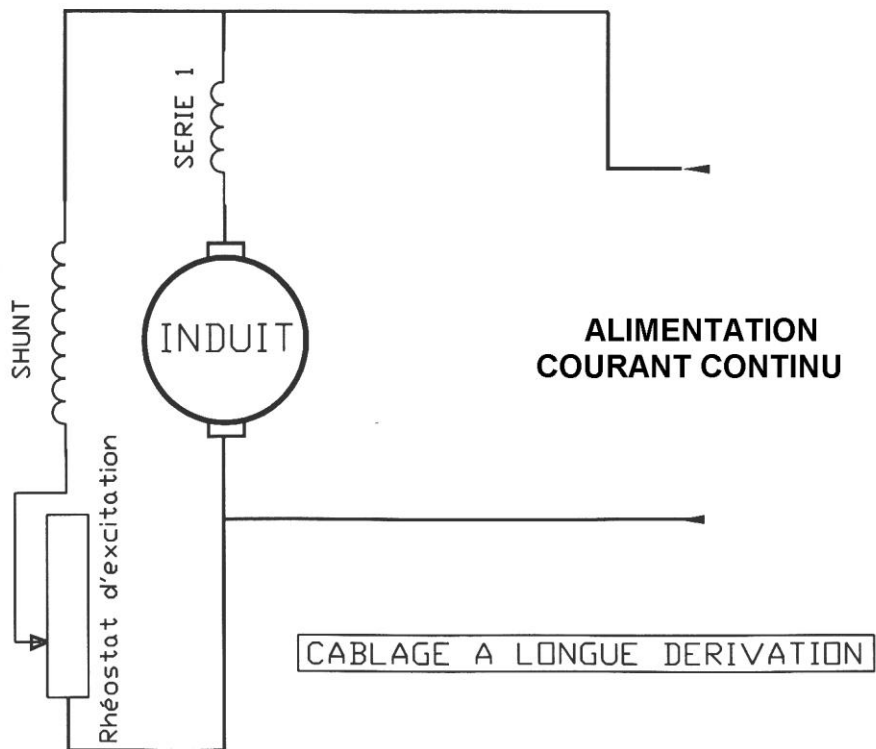 SERIE 1
SHUNT
INDUIT
ALIMENTATION
COURANT CONTINU
Rhéostat d'excitation
CABLAGE A LONGUE DERIVATION